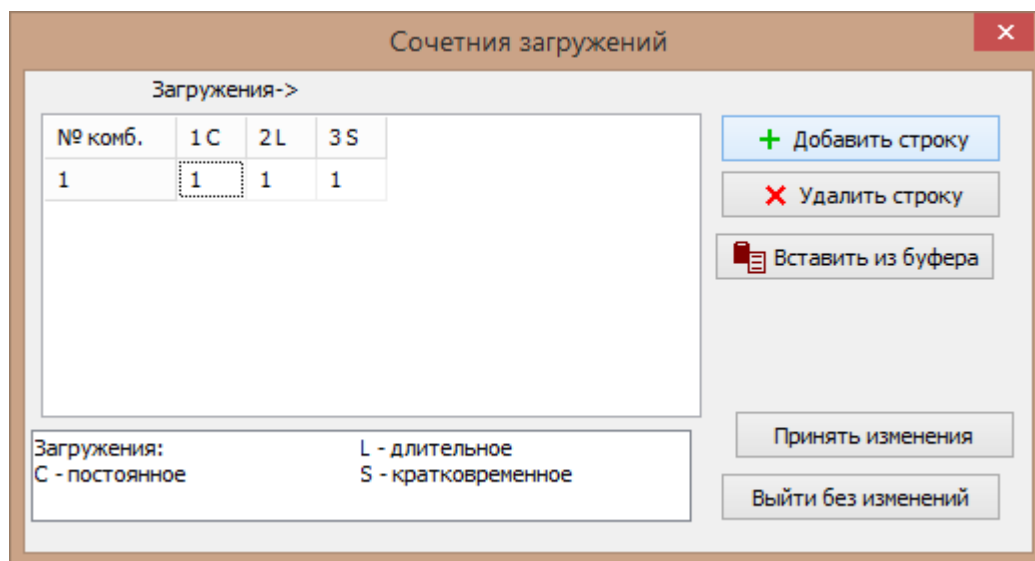 Сочетния загружений
Загружения->
№ комб. 1 C 2 L 3 S
1 1 1 1
Добавить строку
Удалить строку
Вставить из буфера
Загружения: L - длительное
C - постоянное S - кратковременное
Принять изменения
Выйти без изменений